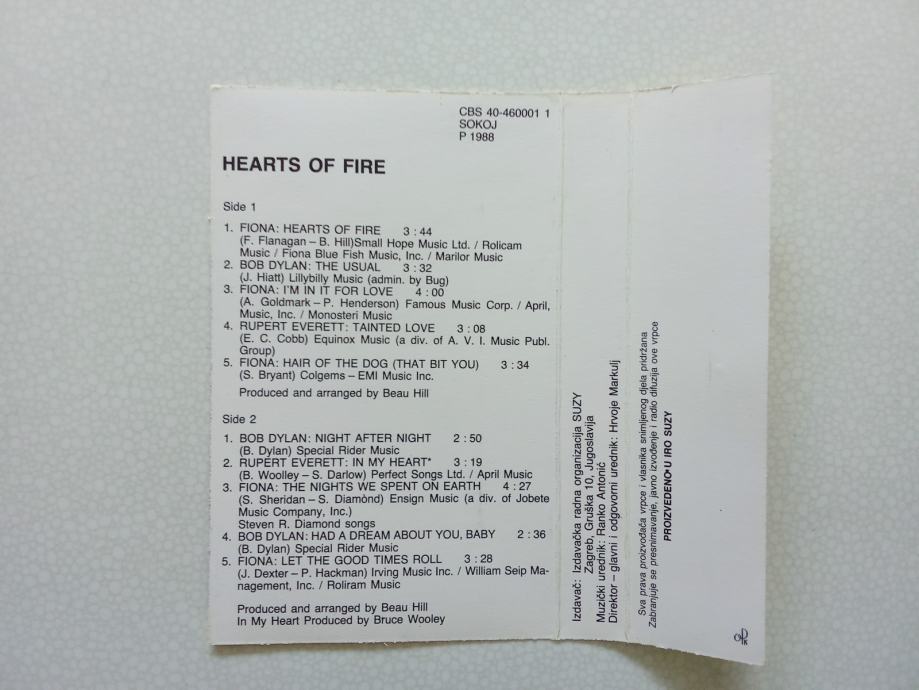 CBS 40-460001 1
SOKOJ
P 1988
HEARTS OF FIRE
Side 1
1. FIONA: HEARTS OF FIRE 3 : 44
(F. Flanagan – B. Hill)Small Hope Music Ltd. / Rolicam
Music / Fiona Blue Fish Music, Inc. / Marilor Music
2. BOB DYLAN: THE USUAL 3 : 32
(J. Hiatt) Lillybilly Music (admin. by Bug)
3. FIONA: I'M IN IT FOR LOVE 4 : 00
(A. Goldmark – P. Henderson) Famous Music Corp. / April,
Music, Inc. / Monosteri Music
4. RUPERT EVERETT: TAINTED LOVE 3 : 08
(E. C. Cobb) Equinox Music (a div. of A. V. I. Music Publ.
Group)
5. FIONA: HAIR OF THE DOG (THAT BIT YOU) 3 : 34
(S. Bryant) Colgems – EMI Music Inc.
Produced and arranged by Beau Hill
Side 2
1. BOB DYLAN: NIGHT AFTER NIGHT 2 : 50
(B. Dylan) Special Rider Music
2. RUPERT EVERETT: IN MY HEART* 3 : 19
(B. Woolley – S. Darlow) Perfect Songs Ltd. / April Music
3. FIONA: THE NIGHTS WE SPENT ON EARTH 4 : 27
(S. Sheridan – S. Diamònd) Ensign Music (a div. of Jobete
Music Company, Inc.)
Steven R. Diamond songs
4. BOB DYLAN: HAD A DREAM ABOUT YOU, BABY 2 : 36
(B. Dylan) Special Rider Music
5. FIONA: LET THE GOOD TIMES ROLL 3 : 28
(J. Dexter – P. Hackman) Irving Music Inc. / William Seip Ma-
nagement, Inc. / Roliram Music
Produced and arranged by Beau Hill
In My Heart Produced by Bruce Wooley
Izdavač: Izdavačka radna organizacija SUZY
Zagreb, Gruška 10, Jugoslavija
Muzički urednik: Ranko Antonić
Direktor – glavni i odgovorni urednik: Hrvoje Markulj
Sva prava proizvođača vrpce i vlasnika snimljenog djela pridržana
Zabranjuje se presnimavanje, javno izvođenje i radio difuzija ove vrpce
PROIZVEDENO U IRO SUZY